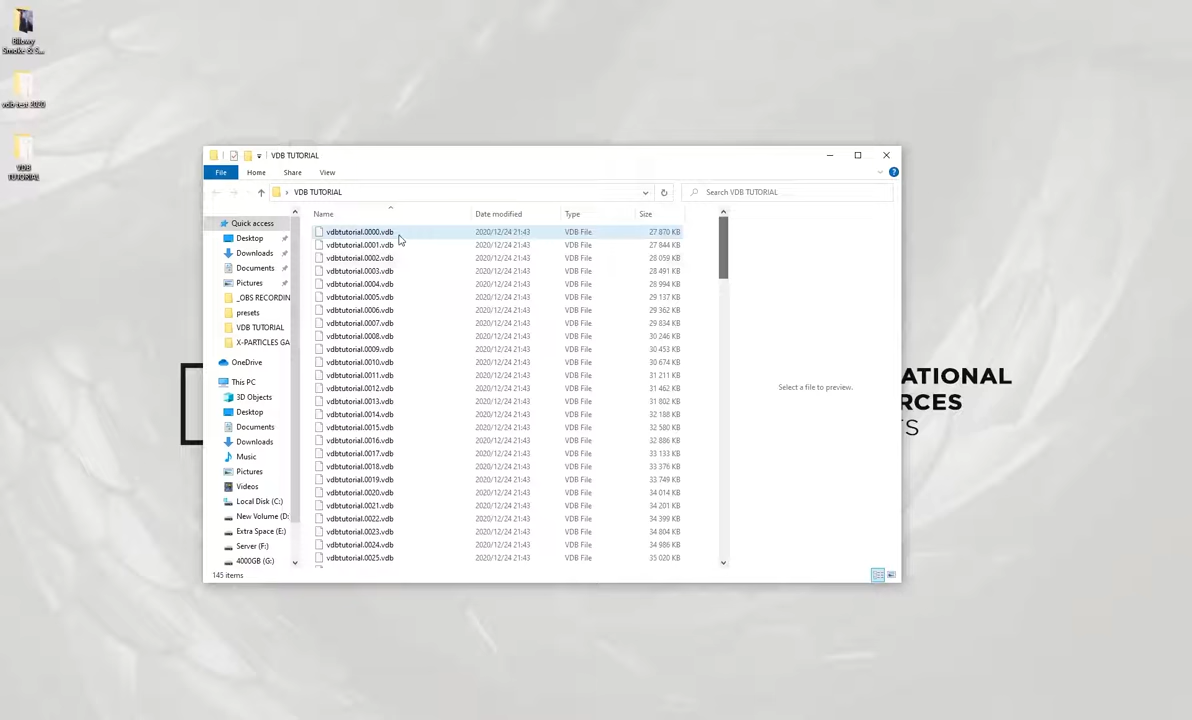 Billowy
Smoke & S...
vdb test 2020
VDB
TUTORIAL
VDB TUTORIAL
File Home Share View
VDB TUTORIAL
Search VDB TUTORIAL
Name Date modified Type Size
Quick access
Desktop
Downloads
Documents
Pictures
_OBS RECORDIN
presets
VDB TUTORIAL
X-PARTICLES GA
OneDrive
This PC
3D Objects
Desktop
Documents
Downloads
Music
Pictures
Videos
Local Disk (C:)
New Volume (D:
Extra Space (E:)
Server (F:)
4000GB (G:)
vdbtutorial.0000.vdb 2020/12/24 21:43 VDB File 27 870 KB
vdbtutorial.0001.vdb 2020/12/24 21:43 VDB File 27 844 KB
vdbtutorial.0002.vdb 2020/12/24 21:43 VDB File 28 059 KB
vdbtutorial.0003.vdb 2020/12/24 21:43 VDB File 28 491 KB
vdbtutorial.0004.vdb 2020/12/24 21:43 VDB File 28 994 KB
vdbtutorial.0005.vdb 2020/12/24 21:43 VDB File 29 137 KB
vdbtutorial.0006.vdb 2020/12/24 21:43 VDB File 29 362 KB
vdbtutorial.0007.vdb 2020/12/24 21:43 VDB File 29 834 KB
vdbtutorial.0008.vdb 2020/12/24 21:43 VDB File 30 246 KB
vdbtutorial.0009.vdb 2020/12/24 21:43 VDB File 30 453 KB
vdbtutorial.0010.vdb 2020/12/24 21:43 VDB File 30 674 KB
vdbtutorial.0011.vdb 2020/12/24 21:43 VDB File 31 211 KB
vdbtutorial.0012.vdb 2020/12/24 21:43 VDB File 31 462 KB
vdbtutorial.0013.vdb 2020/12/24 21:43 VDB File 31 802 KB
vdbtutorial.0014.vdb 2020/12/24 21:43 VDB File 32 188 KB
vdbtutorial.0015.vdb 2020/12/24 21:43 VDB File 32 580 KB
vdbtutorial.0016.vdb 2020/12/24 21:43 VDB File 32 886 KB
vdbtutorial.0017.vdb 2020/12/24 21:43 VDB File 33 133 KB
vdbtutorial.0018.vdb 2020/12/24 21:43 VDB File 33 376 KB
vdbtutorial.0019.vdb 2020/12/24 21:43 VDB File 33 749 KB
vdbtutorial.0020.vdb 2020/12/24 21:43 VDB File 34 014 KB
vdbtutorial.0021.vdb 2020/12/24 21:43 VDB File 34 201 KB
vdbtutorial.0022.vdb 2020/12/24 21:43 VDB File 34 399 KB
vdbtutorial.0023.vdb 2020/12/24 21:43 VDB File 34 804 KB
vdbtutorial.0024.vdb 2020/12/24 21:43 VDB File 34 986 KB
vdbtutorial.0025.vdb 2020/12/24 21:43 VDB File 35 020 KB
Select a file to preview.
145 items
ATIONAL
RCES
TS